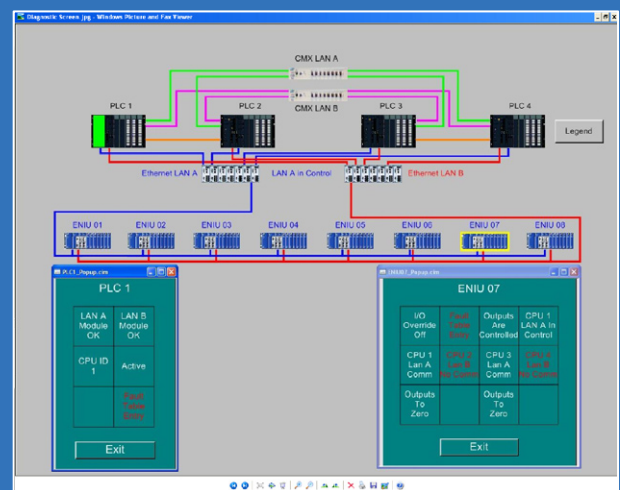 Diagnostic Screen.jpg - Windows Picture and Fax Viewer
CMX LAN A
CMX LAN B
PLC 1
PLC 2
PLC 3
PLC 4
Legend
Ethernet LAN A
LAN A in Control
Ethernet LAN B
ENIU 01
ENIU 02
ENIU 03
ENIU 04
ENIU 05
ENIU 06
ENIU 07
ENIU 08
PLC1_Popup.cim
PLC 1
LAN A
Module
OK
LAN B
Module
OK
CPU ID
1
Active
Fault
Table
Entry
Exit
ENIU07_Popup.cim
ENIU 07
I/O
Override
Off
Fault
Table
Entry
Outputs
Are
Controlled
CPU 1
LAN A In
Control
CPU 1
Lan A
Comm
Lan B
No Comm
CPU 3
Lan A
Comm
Lan B
No Comm
Outputs
To
Zero
Outputs
To
Zero
Exit